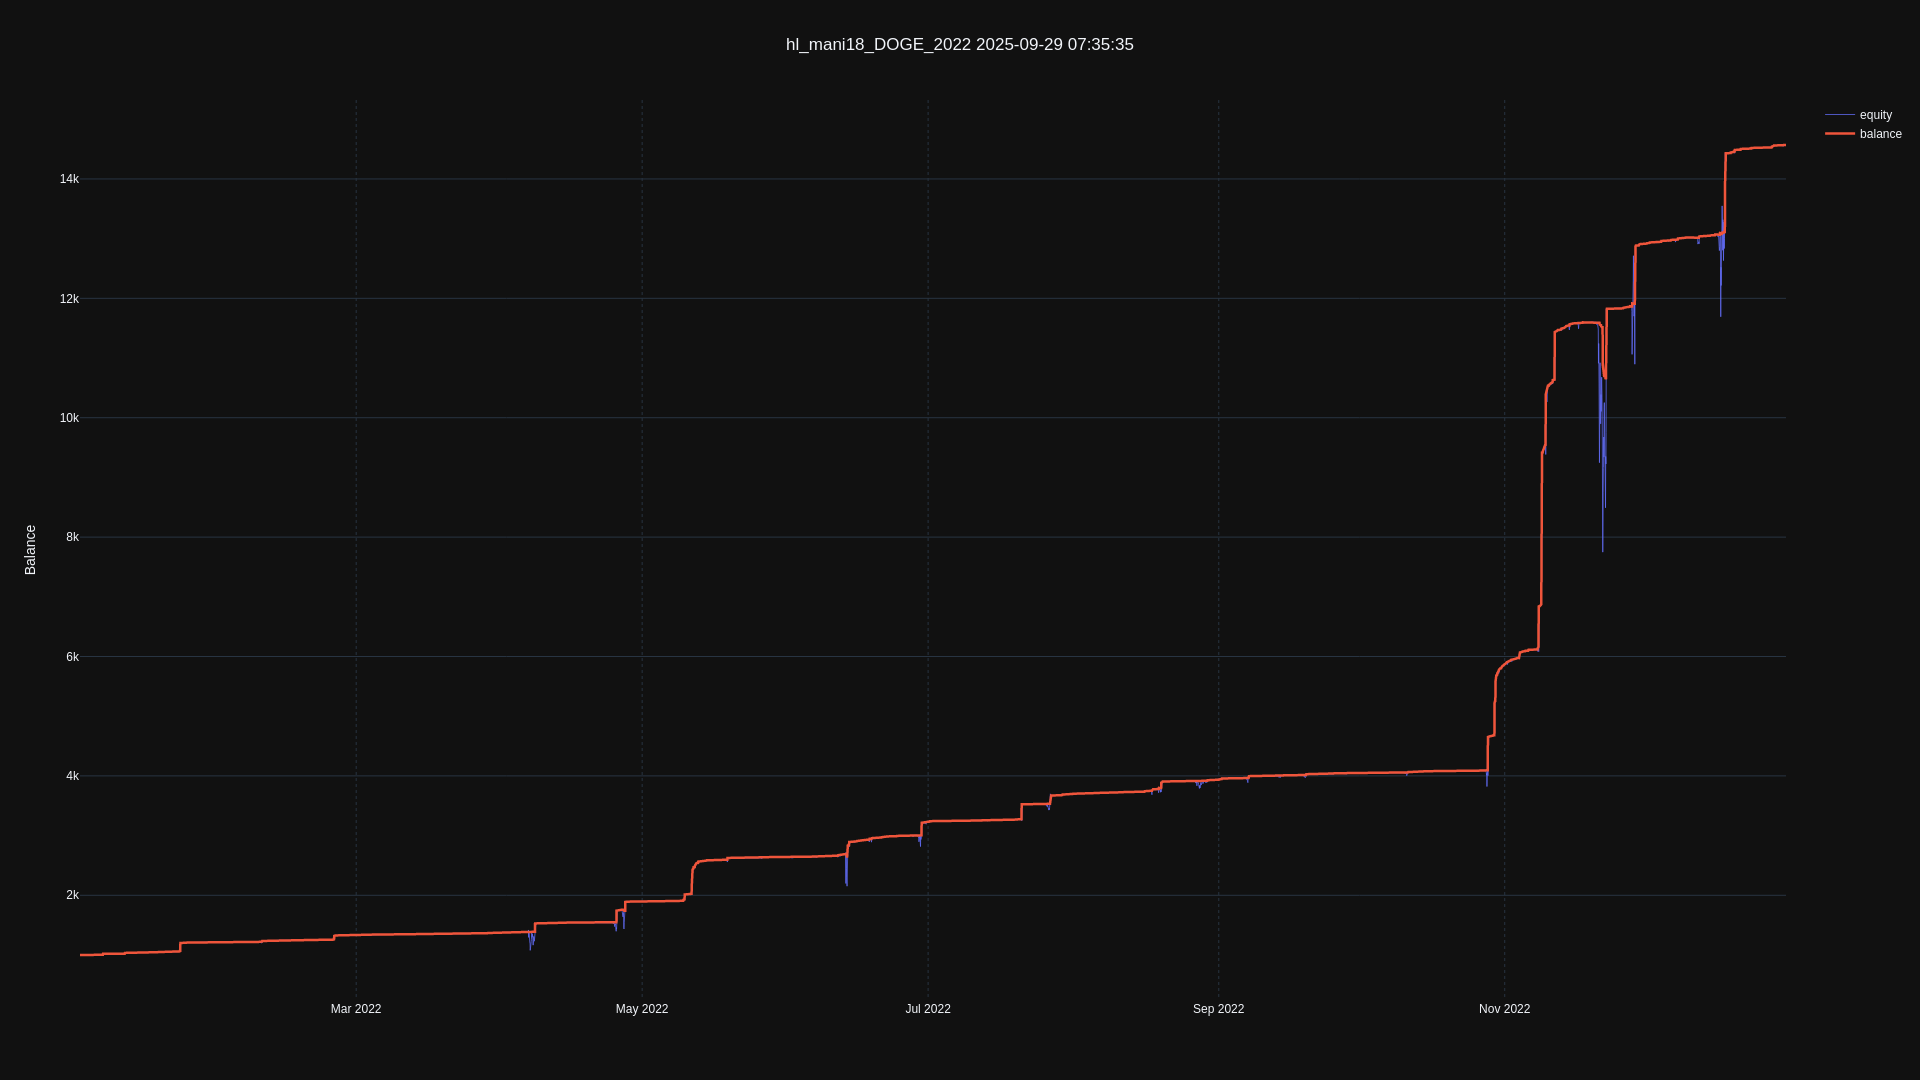 hl_mani18_DOGE_2022 2025-09-29 07:35:35
equity
balance
14k
12k
10k
8k
6k
4k
2k
Balance
Mar 2022
May 2022
Jul 2022
Sep 2022
Nov 2022